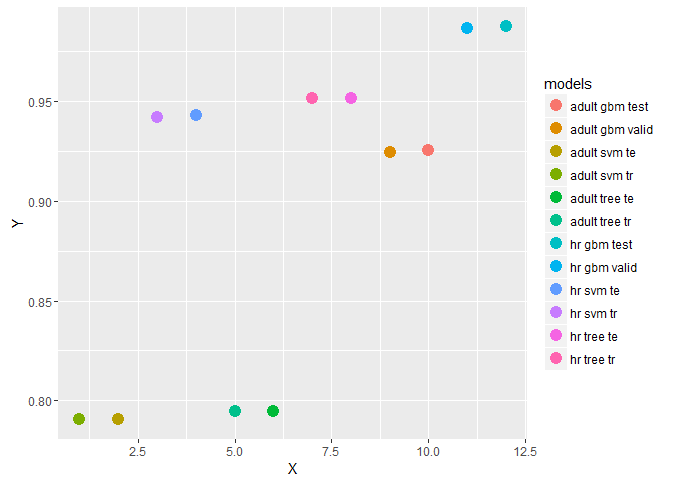 models
adult gbm test
adult gbm valid
adult svm te
adult svm tr
adult tree te
adult tree tr
hr gbm test
hr gbm valid
hr svm te
hr svm tr
hr tree te
hr tree tr
0.95
0.90
0.85
0.80
Y
2.5 5.0 7.5 10.0 12.5
X